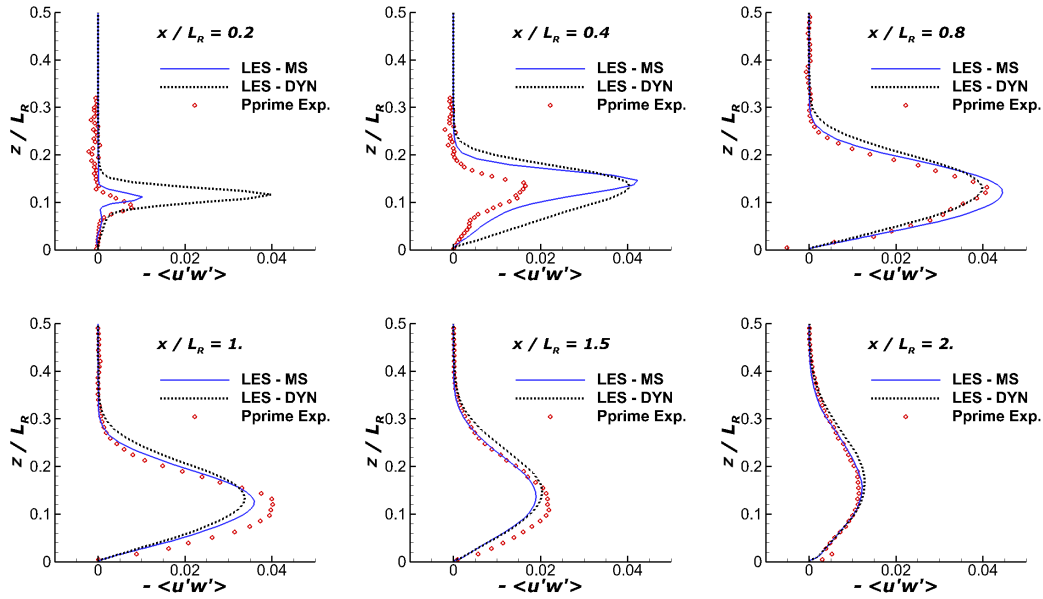 x / L_R = 0.2
LES - MS
LES - DYN
Pprime Exp.
z / L_R
0.5
0.4
0.3
0.2
0.1
0
0 0.02 0.04
- <u'w'>
x / L_R = 0.4
LES - MS
LES - DYN
Pprime Exp.
z / L_R
0.5
0.4
0.3
0.2
0.1
0
0 0.02 0.04
- <u'w'>
x / L_R = 0.8
LES - MS
LES - DYN
Pprime Exp.
z / L_R
0.5
0.4
0.3
0.2
0.1
0
0 0.02 0.04
- <u'w'>
x / L_R = 1.
LES - MS
LES - DYN
Pprime Exp.
z / L_R
0.5
0.4
0.3
0.2
0.1
0
0 0.02 0.04
- <u'w'>
x / L_R = 1.5
LES - MS
LES - DYN
Pprime Exp.
z / L_R
0.5
0.4
0.3
0.2
0.1
0
0 0.02 0.04
- <u'w'>
x / L_R = 2.
LES - MS
LES - DYN
Pprime Exp.
z / L_R
0.5
0.4
0.3
0.2
0.1
0
0 0.02 0.04
- <u'w'>